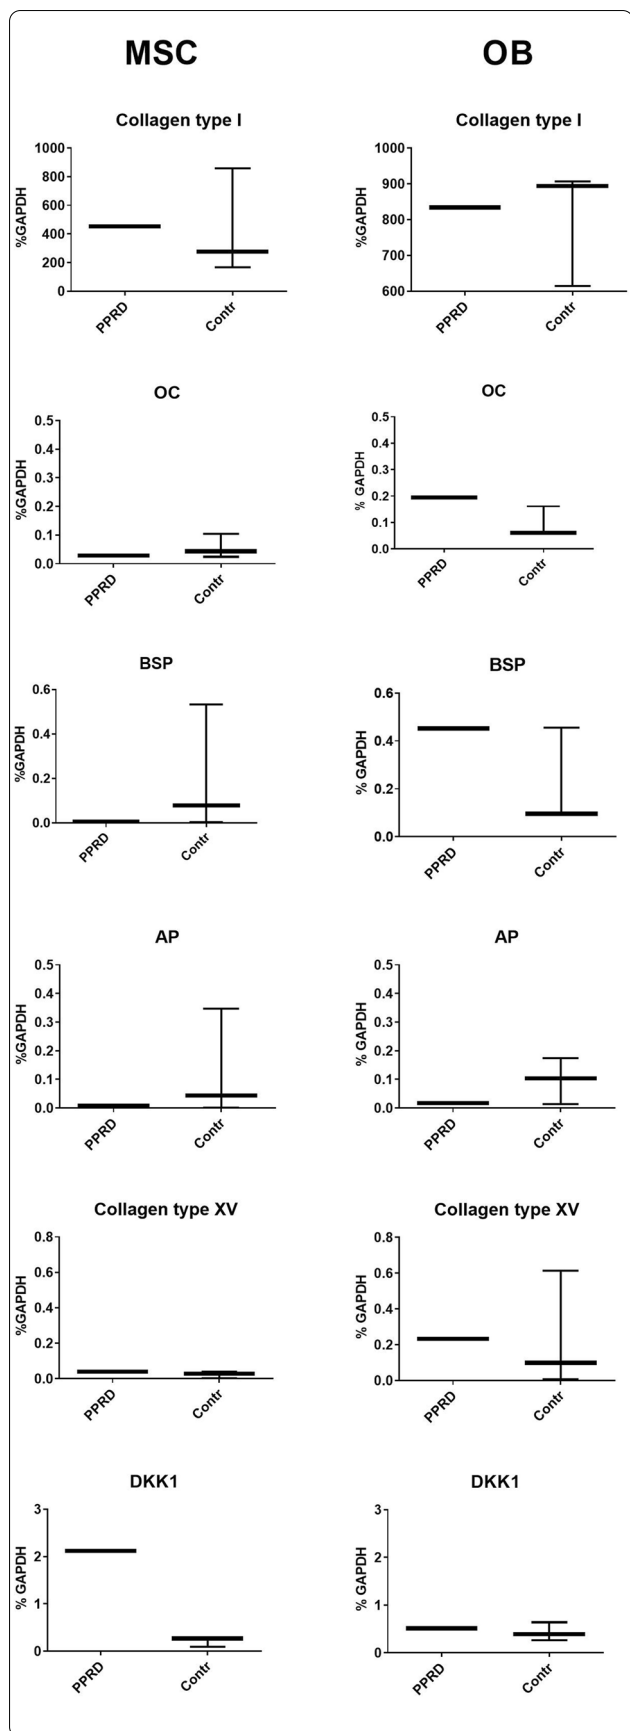 MSC OB
Collagen type I Collagen type I
1000 1000
800 900
600 800
400 700
200 600
0
%GAPDH %GAPDH
PPRD Contr PPRD Contr
OC OC
0.5 0.5
0.4 0.4
0.3 0.3
0.2 0.2
0.1 0.1
0.0 0.0
%GAPDH % GAPDH
PPRD Contr PPRD Contr
BSP BSP
0.6 0.6
0.4 0.4
0.2 0.2
0.0 0.0
%GAPDH % GAPDH
PPRD Contr PPRD Contr
AP AP
0.5 0.5
0.4 0.4
0.3 0.3
0.2 0.2
0.1 0.1
0.0 0.0
%GAPDH % GAPDH
PPRD Contr PPRD Contr
Collagen type XV Collagen type XV
0.8 0.8
0.6 0.6
0.4 0.4
0.2 0.2
0.0 0.0
%GAPDH % GAPDH
PPRD Contr PPRD Contr
DKK1 DKK1
3 3
2 2
1 1
0 0
% GAPDH % GAPDH
PPRD Contr PPRD Contr